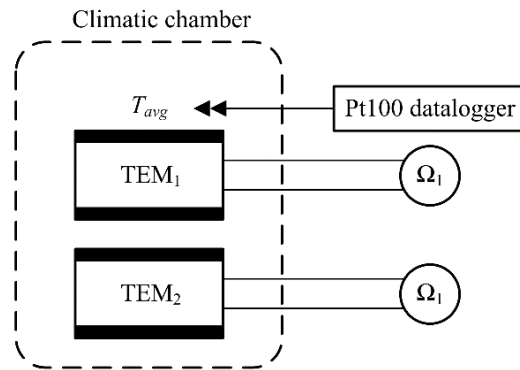 Climatic chamber
T_avg
Pt100 datalogger
TEM₁
Ω₁
TEM₂
Ω₁